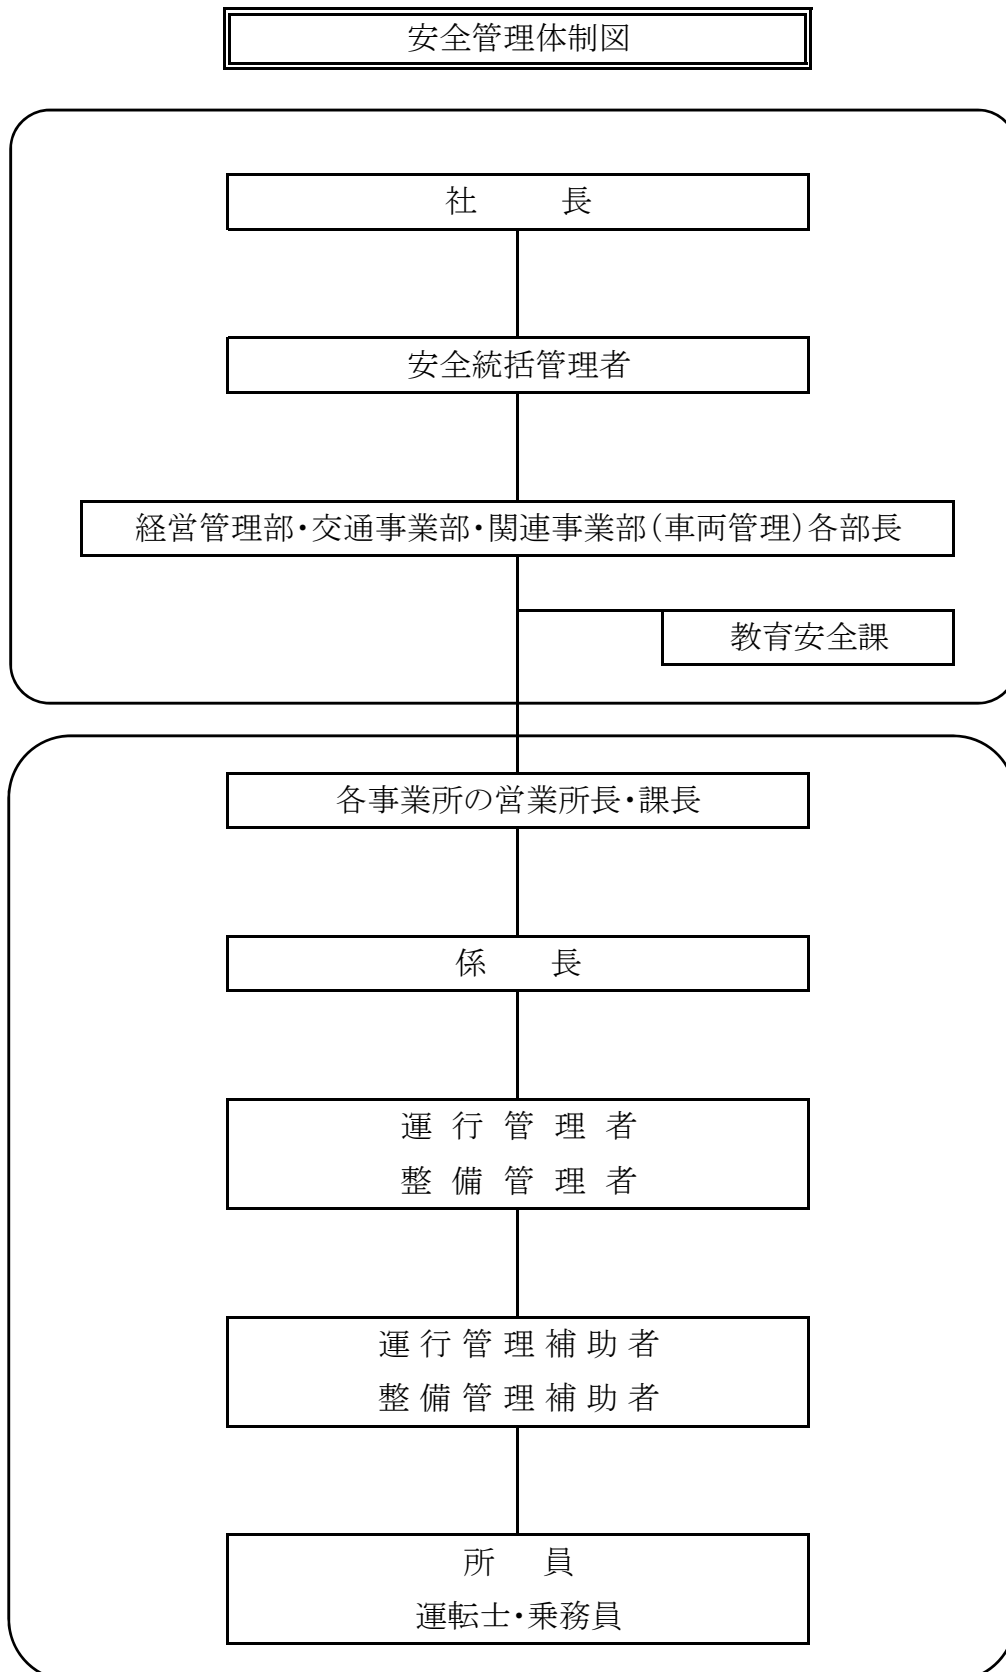 安全管理体制図
社 長
安全統括管理者
経営管理部・交通事業部・関連事業部(車両管理)各部長
教育安全課
各事業所の営業所長・課長
係 長
運行管理者
整備管理者
運行管理補助者
整備管理補助者
所 員
運転士・乗務員